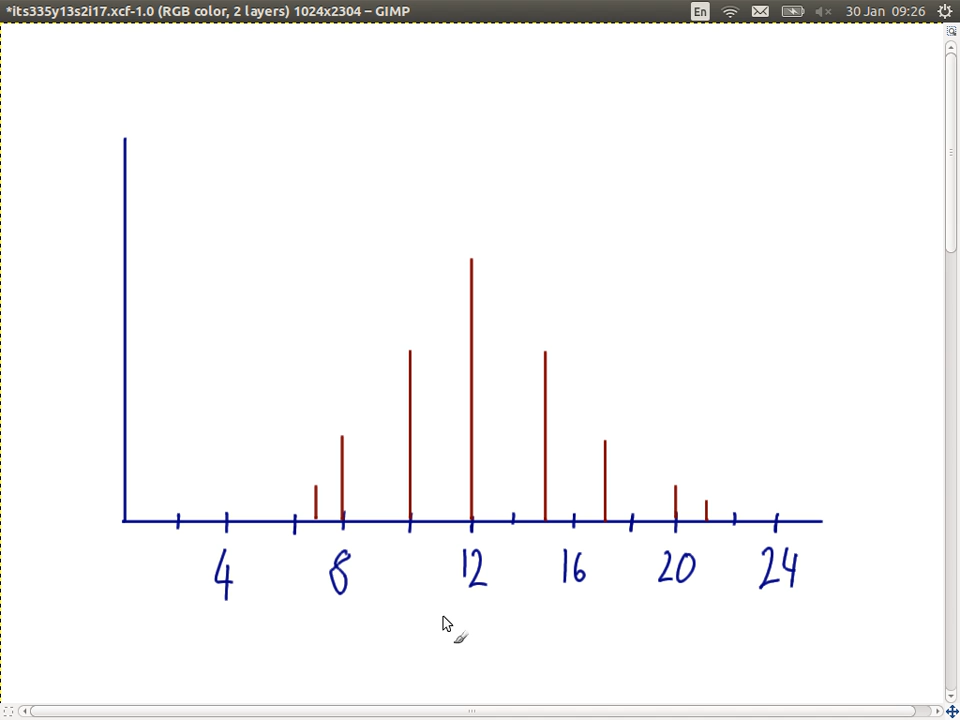 *its335y13s2i17.xcf-1.0 (RGB color, 2 layers) 1024x2304 – GIMP
En
30 Jan 09:26
4 8 12 16 20 24